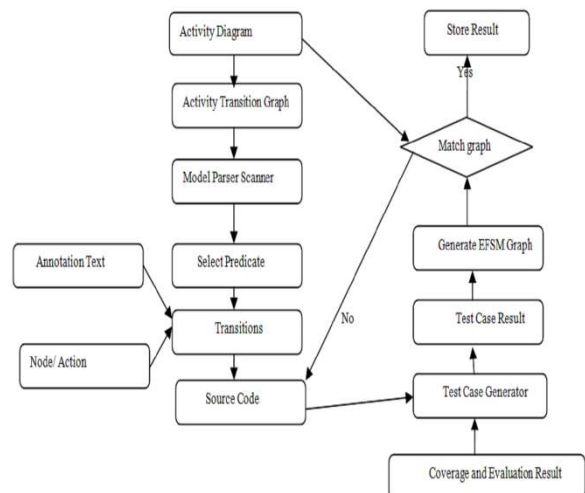 Activity Diagram
Store Result
Yes
Activity Transition Graph
Match graph
Model Parser Scanner
Generate EFSM Graph
Annotation Text
Select Predicate
No
Transitions
Test Case Result
Node/ Action
Source Code
Test Case Generator
Coverage and Evaluation Result